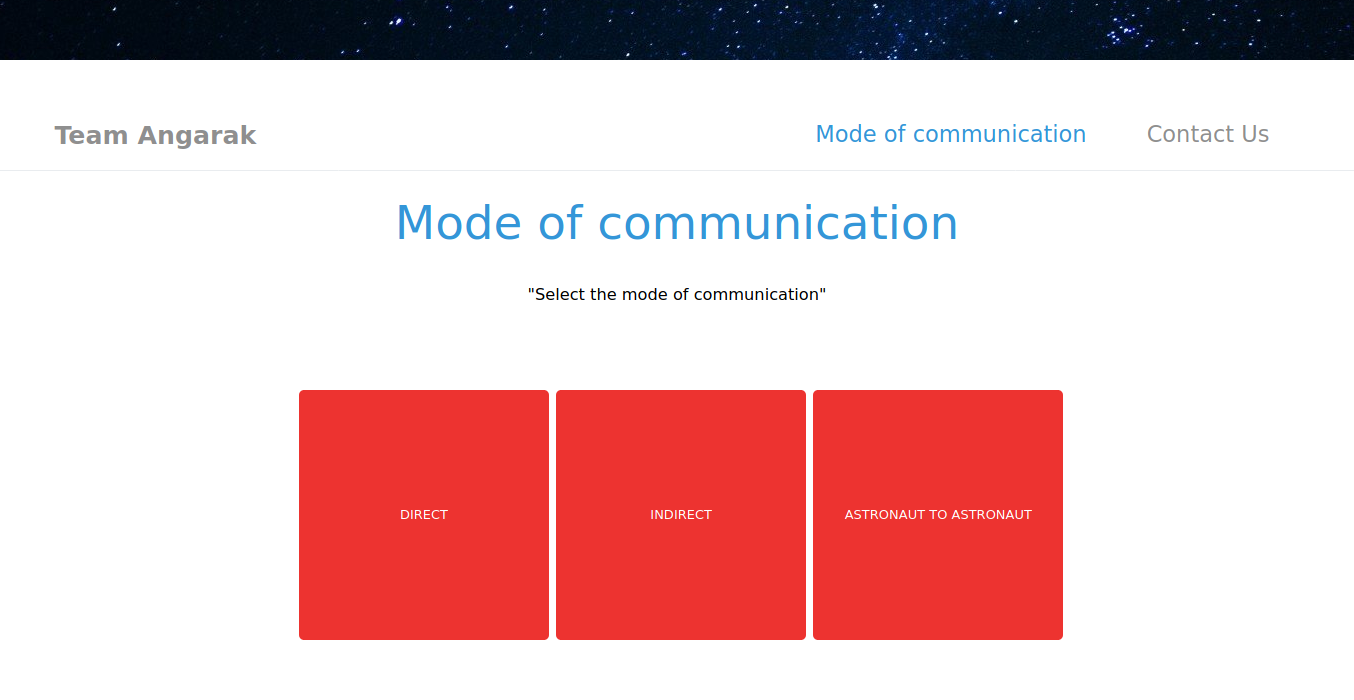 Team Angarak
Mode of communication
Contact Us
Mode of communication
"Select the mode of communication"
DIRECT
INDIRECT
ASTRONAUT TO ASTRONAUT